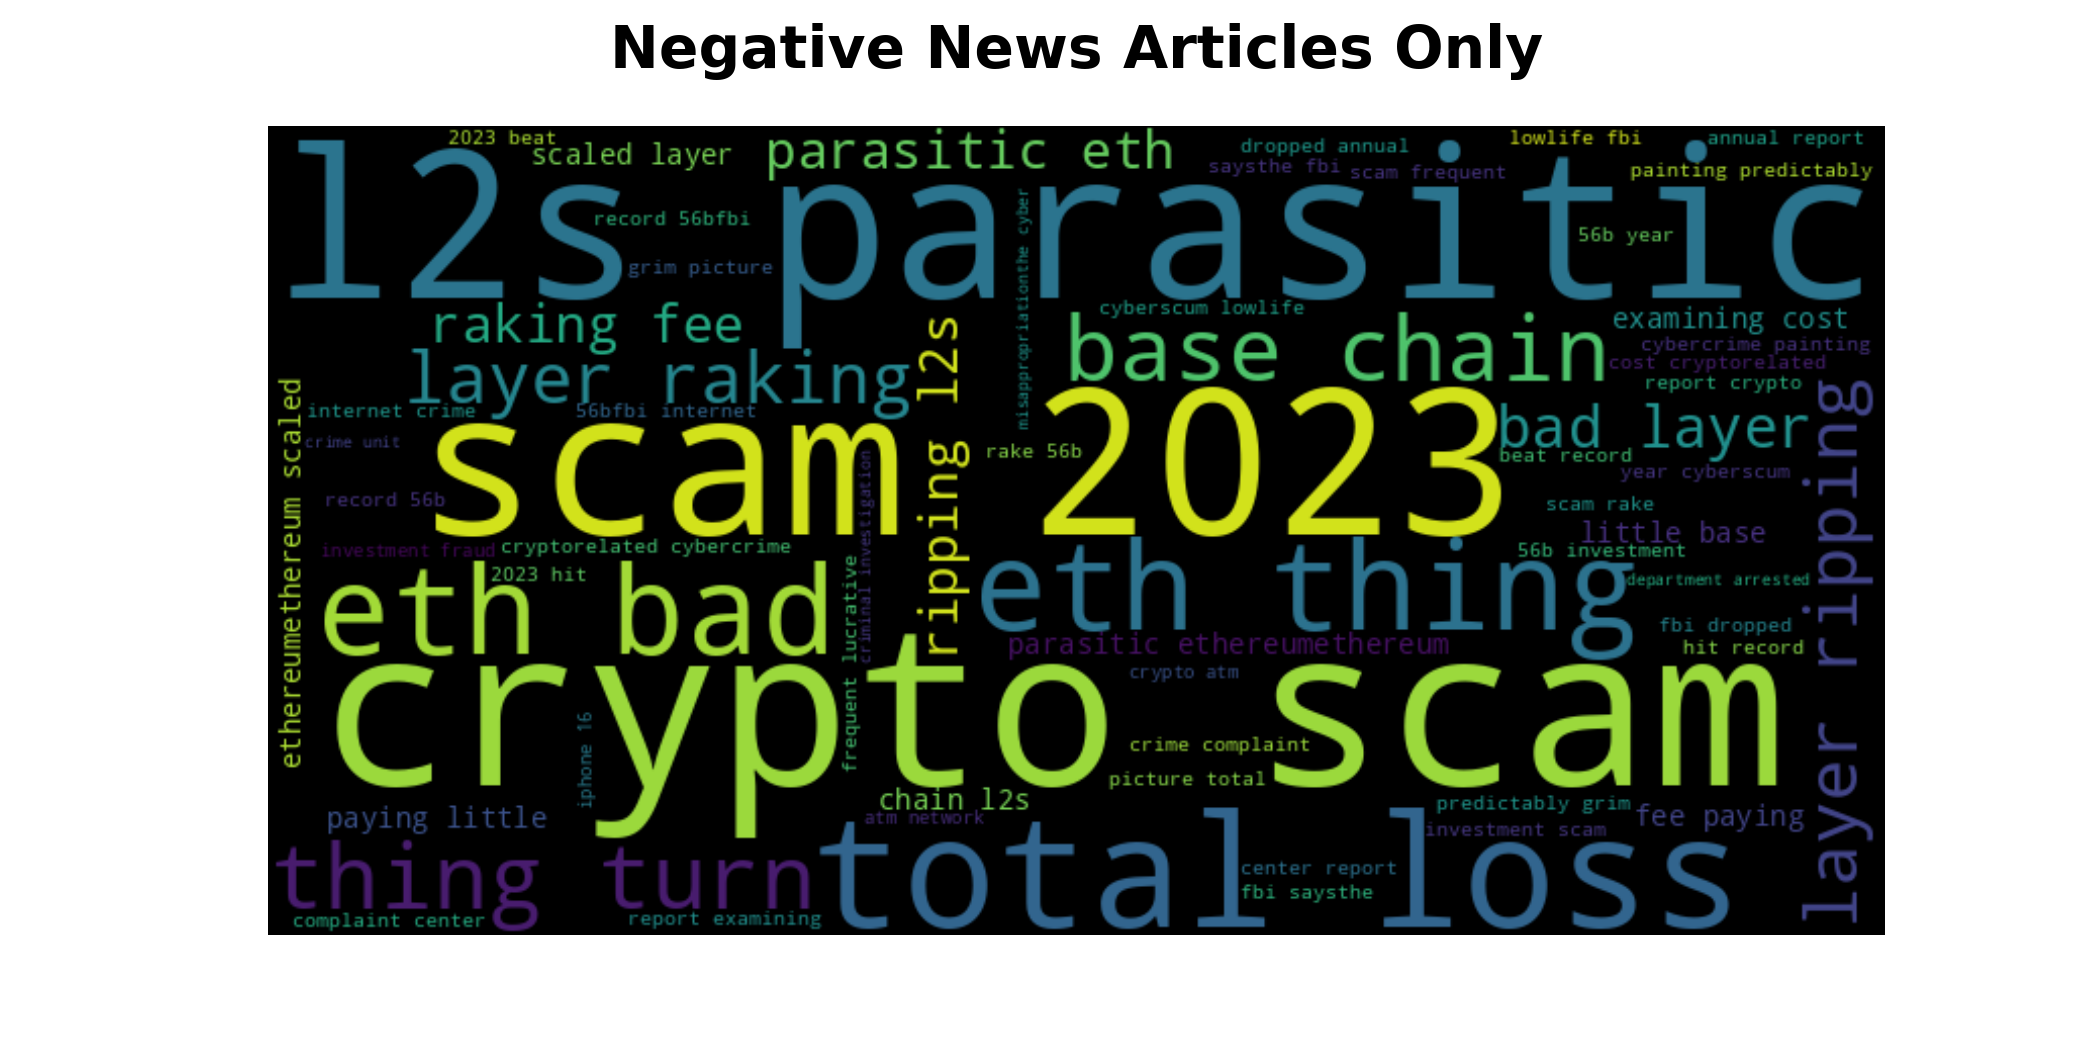 Negative News Articles Only
2023 beat
scaled layer
parasitic eth
dropped annual
lowlife fbi
annual report
saysthe fbi
scam frequent
painting predictably
l2s parasitic
record 56bfbi
56b year
grim picture
misappropriationthe cyber
cyberscum lowlife
raking fee
base chain
examining cost
cybercrime painting
cost cryptorelated
layer raking
report crypto
ripping l2s
internet crime
56bfbi internet
bad layer
crime unit
scam 2023
rake 56b
beat record
year cyberscum
record 56b
scam rake
little base
ethereumethereum scaled
criminal investigation
layer ripping
investment fraud
cryptorelated cybercrime
56b investment
2023 hit
eth bad
eth thing
department arrested
frequent lucrative
fbi dropped
parasitic ethereumethereum
hit record
crypto atm
crypto scam
iphone 16
crime complaint
picture total
chain l2s
predictably grim
paying little
atm network
investment scam
fee paying
thing turn
total loss
center report
fbi saysthe
complaint center
report examining